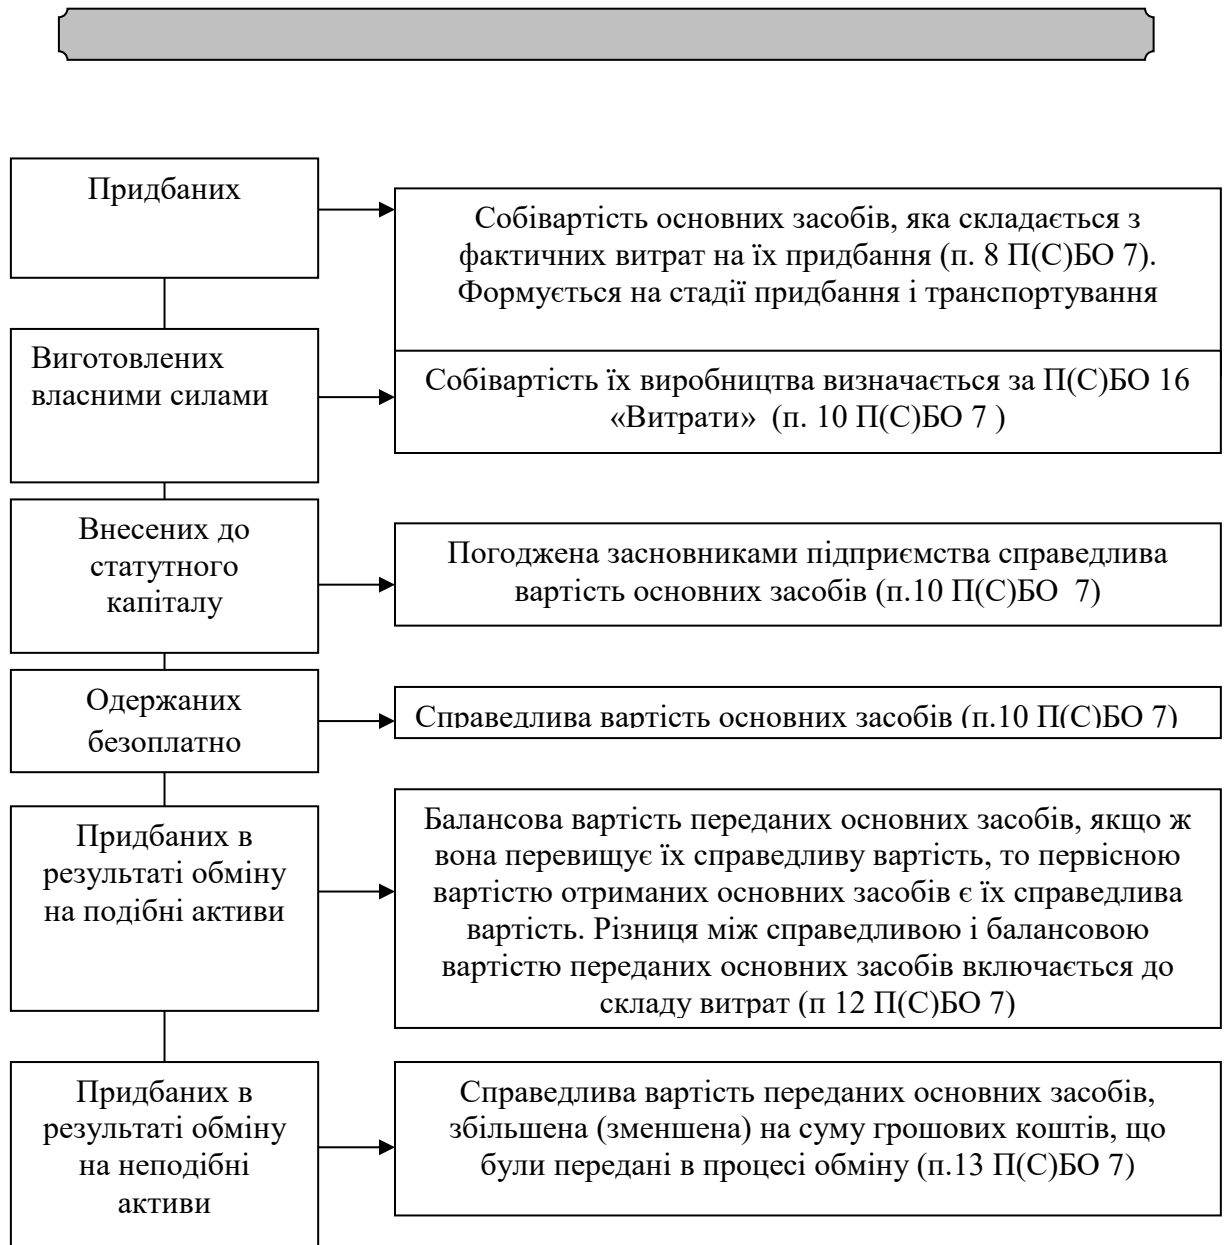 Придбаних
Собівартість основних засобів, яка складається з
фактичних витрат на їх придбання (п. 8 П(С)БО 7).
Формується на стадії придбання і транспортування
Виготовлених
власними силами
Собівартість їх виробництва визначається за П(С)БО 16
«Витрати» (п. 10 П(С)БО 7 )
Внесених до
статутного
капіталу
Погоджена засновниками підприємства справедлива
вартість основних засобів (п.10 П(С)БО 7)
Одержаних
безоплатно
Справедлива вартість основних засобів (п.10 П(С)БО 7)
Придбаних в
результаті обміну
на подібні активи
Балансова вартість переданих основних засобів, якщо ж
вона перевищує їх справедливу вартість, то первісною
вартістю отриманих основних засобів є їх справедлива
вартість. Різниця між справедливою і балансовою
вартістю переданих основних засобів включається до
складу витрат (п 12 П(С)БО 7)
Придбаних в
результаті обміну
на неподібні
активи
Справедлива вартість переданих основних засобів,
збільшена (зменшена) на суму грошових коштів, що
були передані в процесі обміну (п.13 П(С)БО 7)